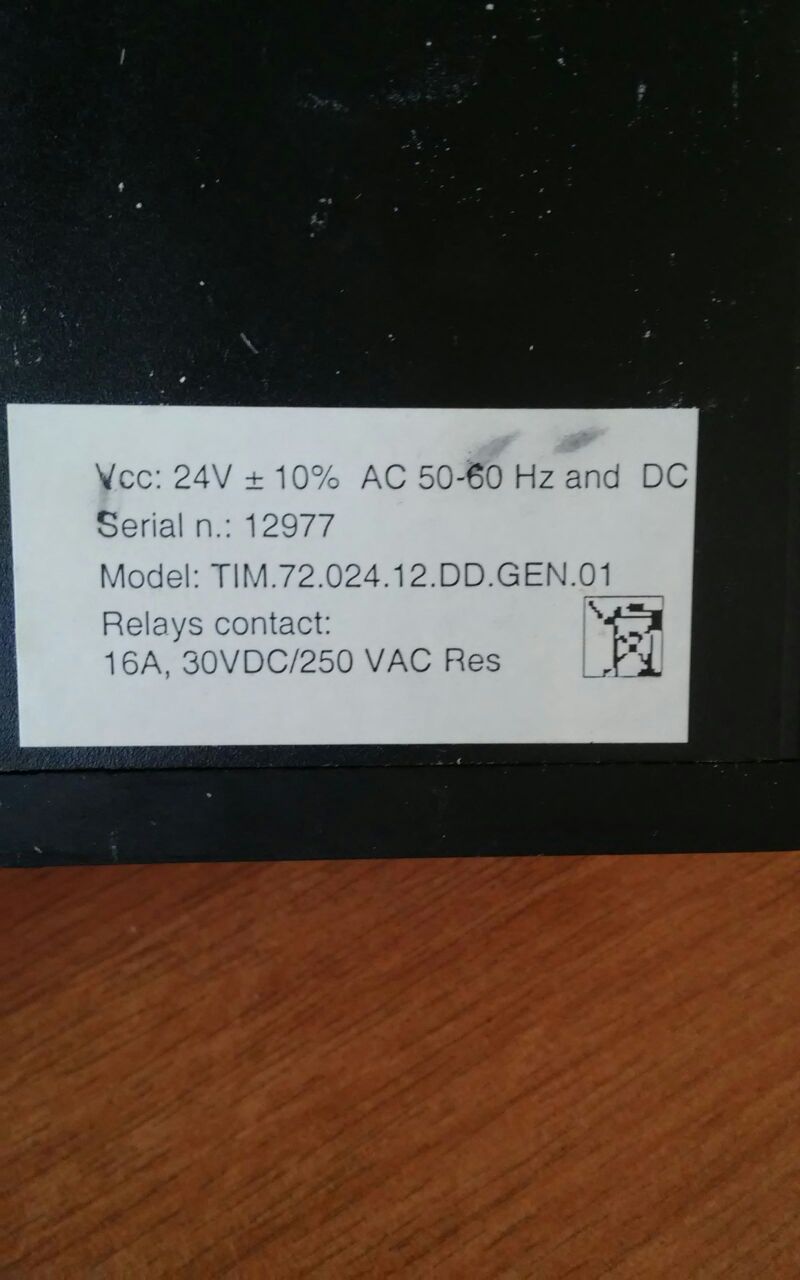 Vcc: 24V ± 10% AC 50-60 Hz and DC
Serial n.: 12977
Model: TIM.72.024.12.DD.GEN.01
Relays contact:
16A, 30VDC/250 VAC Res